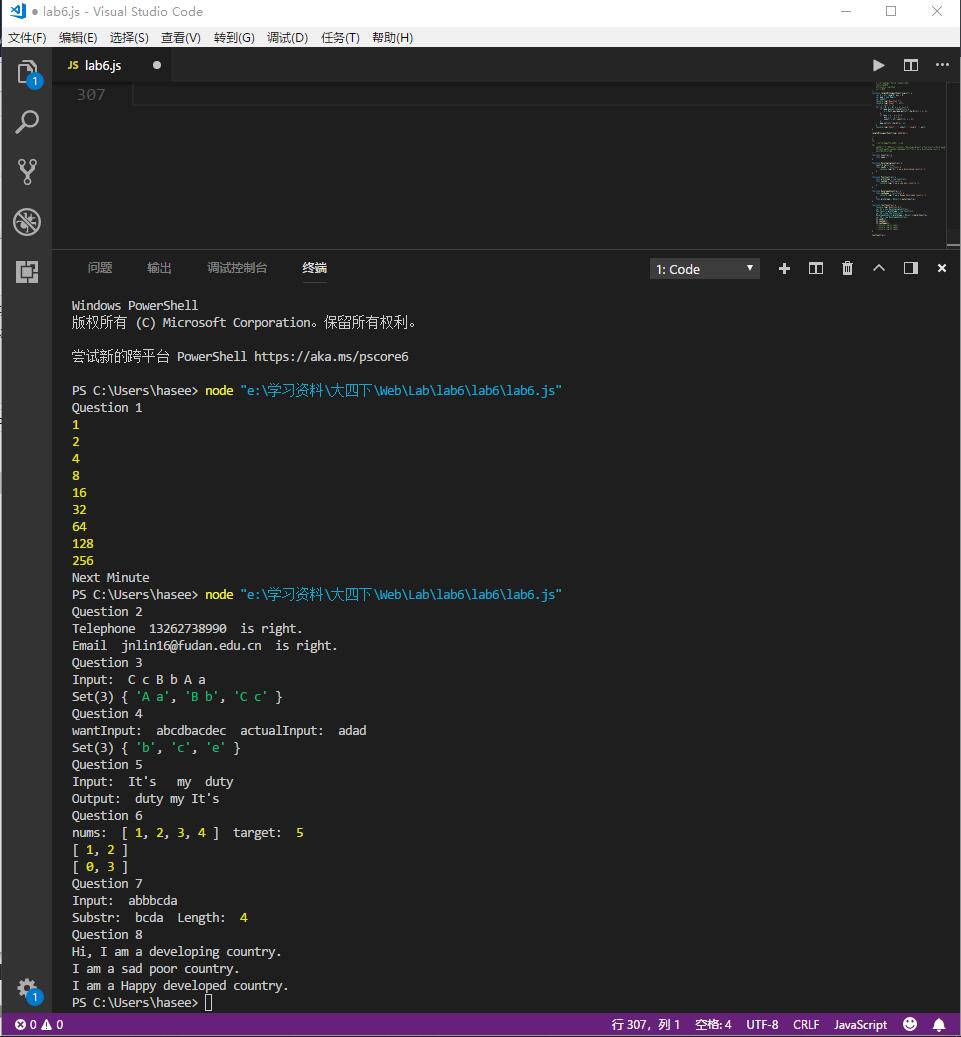 ● lab6.js - Visual Studio Code
文件(F) 编辑(E) 选择(S) 查看(V) 转到(G) 调试(D) 任务(T) 帮助(H)
1
JS lab6.js ●
307
问题 输出 调试控制台 终端 1: Code
Windows PowerShell
版权所有 (C) Microsoft Corporation。保留所有权利。
尝试新的跨平台 PowerShell https://aka.ms/pscore6
PS C:\Users\hasee> node "e:\学习资料\大四下\Web\Lab\lab6\lab6\lab6.js"
Question 1
1
2
4
8
16
32
64
128
256
Next Minute
PS C:\Users\hasee> node "e:\学习资料\大四下\Web\Lab\lab6\lab6\lab6.js"
Question 2
Telephone  13262738990  is right.
Email  jnlin16@fudan.edu.cn  is right.
Question 3
Input:  C c B b A a
Set(3) { 'A a', 'B b', 'C c' }
Question 4
wantInput:  abcdbacdec  actualInput:  adad
Set(3) { 'b', 'c', 'e' }
Question 5
Input:  It's   my  duty
Output:  duty my It's
Question 6
nums:  [ 1, 2, 3, 4 ]  target:  5
[ 1, 2 ]
[ 0, 3 ]
Question 7
Input:  abbbcda
Substr:  bcda  Length:  4
Question 8
Hi, I am a developing country.
I am a sad poor country.
I am a Happy developed country.
PS C:\Users\hasee>
1
0 0 行 307，列 1 空格: 4 UTF-8 CRLF JavaScript